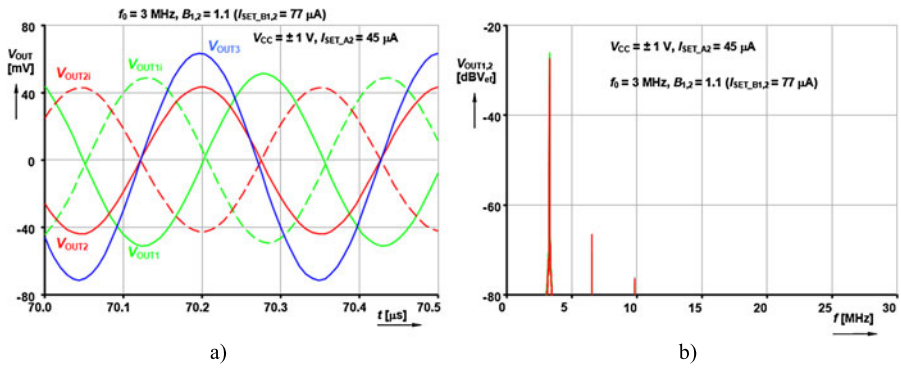 f0 = 3 MHz, B1,2 = 1.1 (ISET_B1,2 = 77 µA)
VCC = ± 1 V, ISET_A2 = 45 µA
VOUT
[mV]
80
40
0
-40
-80
VOUT2i
VOUT1i
VOUT3
VOUT2
VOUT1
70.0
70.1
70.2
70.3
70.4
70.5
t [µs]
a)
VCC = ± 1 V, ISET_A2 = 45 µA
f0 = 3 MHz, B1,2 = 1.1 (ISET_B1,2 = 77 µA)
VOUT1,2
[dBVef]
-20
-40
-60
-80
0
5
10
15
20
25
30
f [MHz]
b)